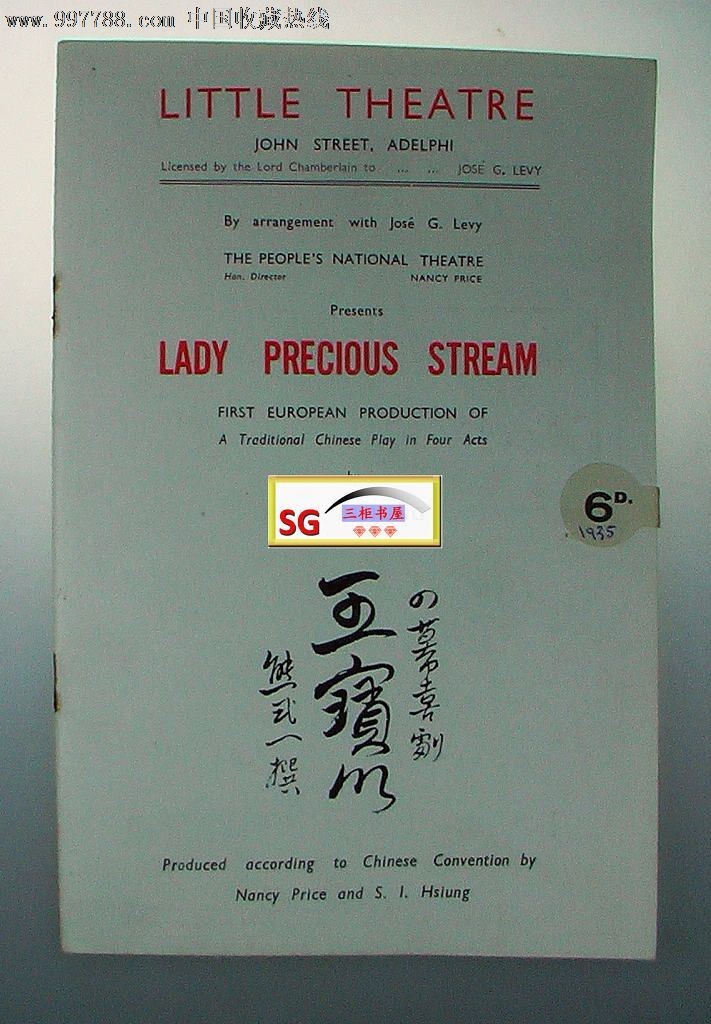 www.997788.com 中国收藏热线
LITTLE THEATRE
JOHN STREET, ADELPHI
Licensed by the Lord Chamberlain to ... ... JOSÉ G. LEVY
By arrangement with José G. Levy
THE PEOPLE'S NATIONAL THEATRE
Hon. Director NANCY PRICE
Presents
LADY PRECIOUS STREAM
FIRST EUROPEAN PRODUCTION OF
A Traditional Chinese Play in Four Acts
SG 三柜书屋
6D.
1935
四幕喜劇
王寶川
熊式一撰
Produced according to Chinese Convention by
Nancy Price and S. I. Hsiung